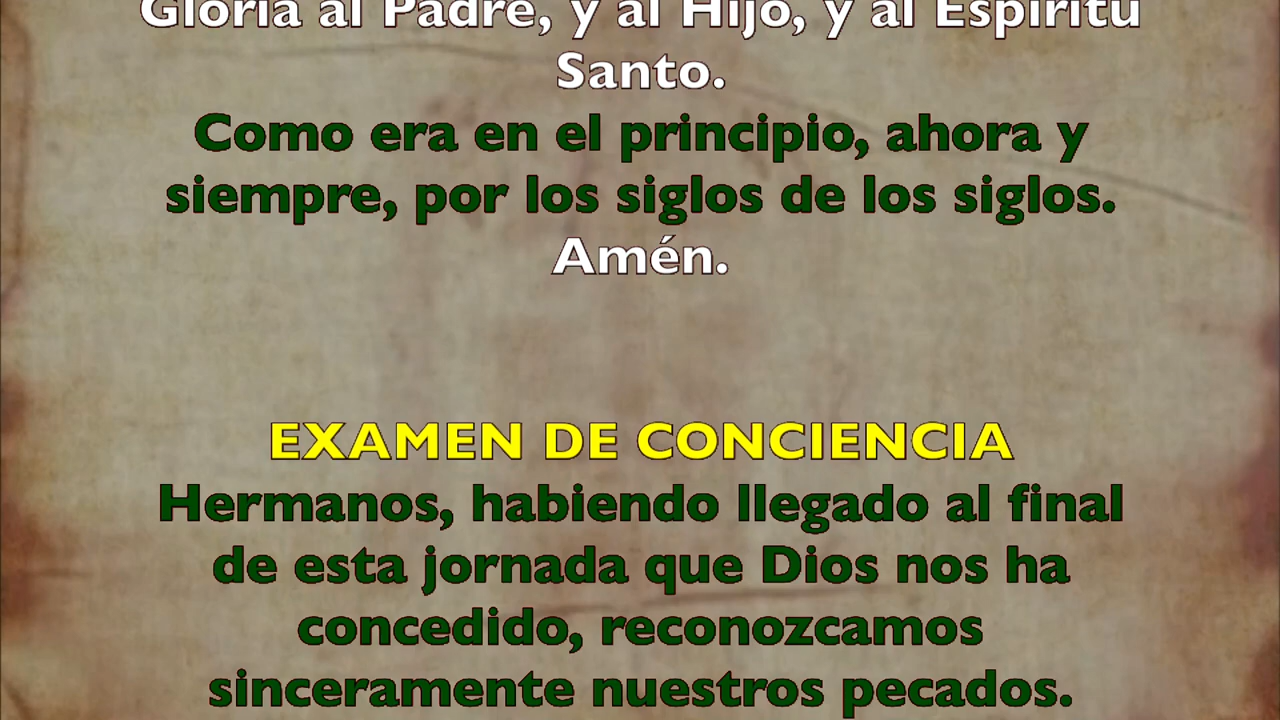 Gloria al Padre, y al Hijo, y al Espíritu
Santo.
Como era en el principio, ahora y
siempre, por los siglos de los siglos.
Amén.
EXAMEN DE CONCIENCIA
Hermanos, habiendo llegado al final
de esta jornada que Dios nos ha
concedido, reconozcamos
sinceramente nuestros pecados.